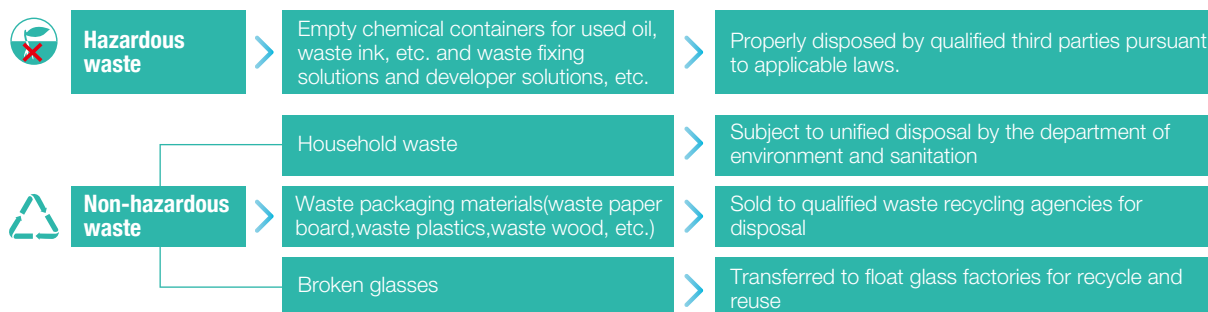 Hazardous
waste
Empty chemical containers for used oil,
waste ink, etc. and waste fixing
solutions and developer solutions, etc.
Properly disposed by qualified third parties pursuant
to applicable laws.
Household waste
Subject to unified disposal by the department of
environment and sanitation
Non-hazardous
waste
Waste packaging materials(waste paper
board,waste plastics,waste wood, etc.)
Sold to qualified waste recycling agencies for
disposal
Broken glasses
Transferred to float glass factories for recycle and
reuse